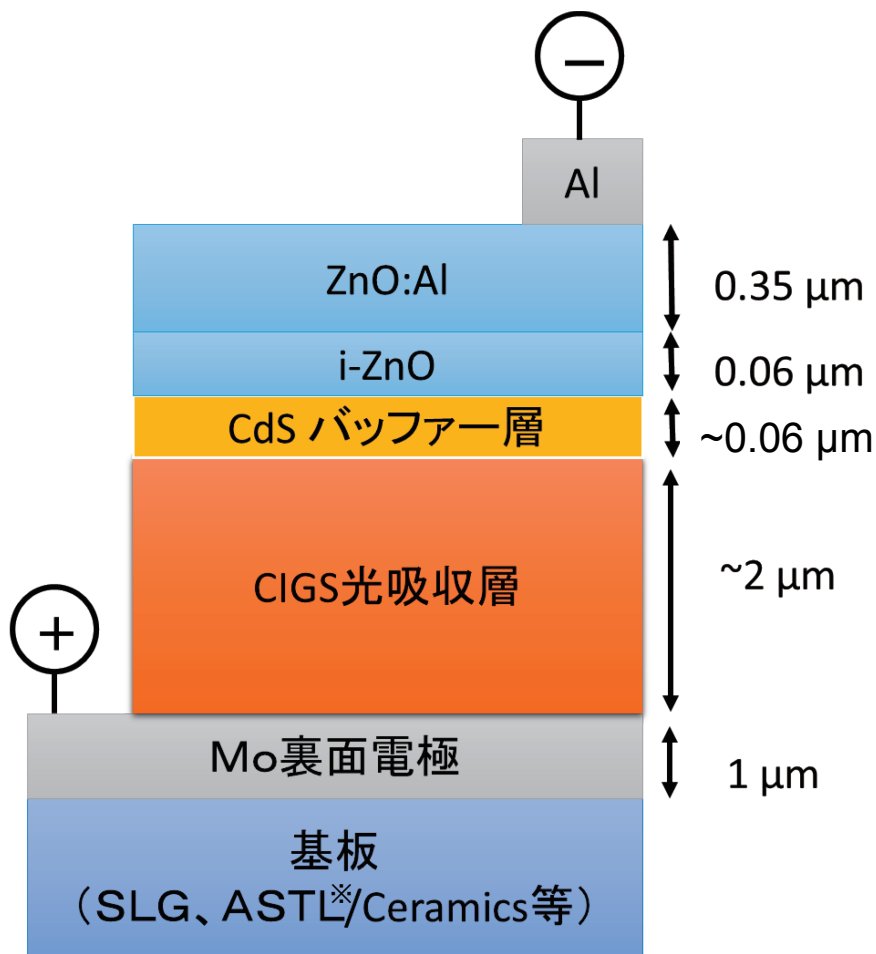 −
Al
ZnO:Al
0.35 μm
i-ZnO
0.06 μm
CdS バッファー層
~0.06 μm
CIGS光吸収層
~2 μm
+
Mo裏面電極
1 μm
基板
（SLG、ASTL※/Ceramics等）